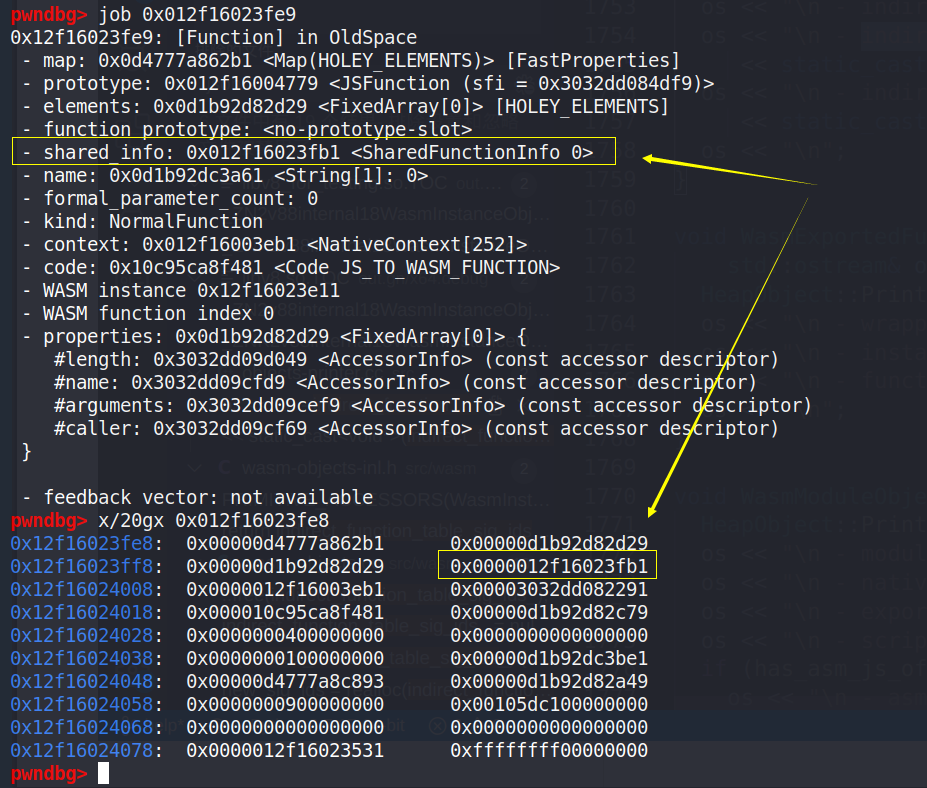 pwndbg> job 0x012f16023fe9
0x12f16023fe9: [Function] in OldSpace
- map: 0x0d4777a862b1 <Map(HOLEY_ELEMENTS)> [FastProperties]
- prototype: 0x012f16004779 <JSFunction (sfi = 0x3032dd084df9)>
- elements: 0x0d1b92d82d29 <FixedArray[0]> [HOLEY_ELEMENTS]
- function prototype: <no-prototype-slot>
- shared_info: 0x012f16023fb1 <SharedFunctionInfo 0>
- name: 0x0d1b92dc3a61 <String[1]: 0>
- formal_parameter_count: 0
- kind: NormalFunction
- context: 0x012f16003eb1 <NativeContext[252]>
- code: 0x10c95ca8f481 <Code JS_TO_WASM_FUNCTION>
- WASM instance 0x12f16023e11
- WASM function index 0
- properties: 0x0d1b92d82d29 <FixedArray[0]> {
#length: 0x3032dd09d049 <AccessorInfo> (const accessor descriptor)
#name: 0x3032dd09cfd9 <AccessorInfo> (const accessor descriptor)
#arguments: 0x3032dd09cef9 <AccessorInfo> (const accessor descriptor)
#caller: 0x3032dd09cf69 <AccessorInfo> (const accessor descriptor)
}
- feedback vector: not available
pwndbg> x/20gx 0x012f16023fe8
0x12f16023fe8: 0x00000d4777a862b1 0x00000d1b92d82d29
0x12f16023ff8: 0x00000d1b92d82d29 0x0000012f16023fb1
0x12f16024008: 0x0000012f16003eb1 0x00003032dd082291
0x12f16024018: 0x000010c95ca8f481 0x00000d1b92d82c79
0x12f16024028: 0x0000000400000000 0x0000000000000000
0x12f16024038: 0x0000000100000000 0x00000d1b92dc3be1
0x12f16024048: 0x00000d4777a8c893 0x00000d1b92d82a49
0x12f16024058: 0x0000000900000000 0x00105dc100000000
0x12f16024068: 0x0000000000000000 0x0000000000000000
0x12f16024078: 0x0000012f16023531 0xffffffff00000000
pwndbg>